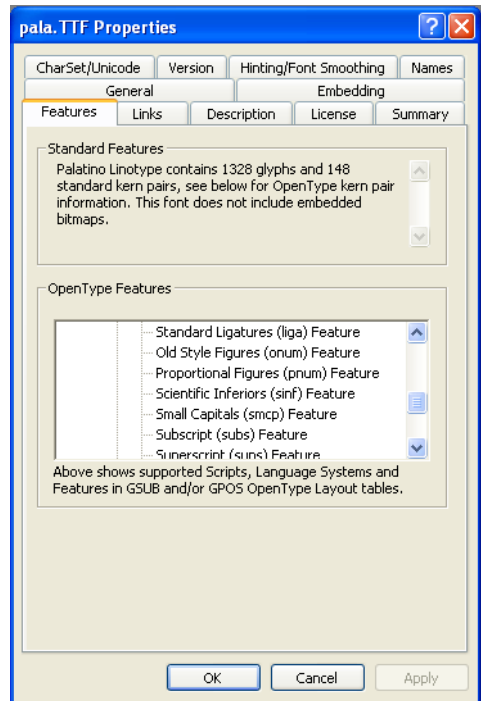 pala.TTF Properties
CharSet/Unicode Version Hinting/Font Smoothing Names
General Embedding
Features Links Description License Summary
Standard Features
Palatino Linotype contains 1328 glyphs and 148
standard kern pairs, see below for OpenType kern pair
information. This font does not include embedded
bitmaps.
OpenType Features
Standard Ligatures (liga) Feature
Old Style Figures (onum) Feature
Proportional Figures (pnum) Feature
Scientific Inferiors (sinf) Feature
Small Capitals (smcp) Feature
Subscript (subs) Feature
Superscript (sups) Feature
Above shows supported Scripts, Language Systems and
Features in GSUB and/or GPOS OpenType Layout tables.
OK Cancel Apply